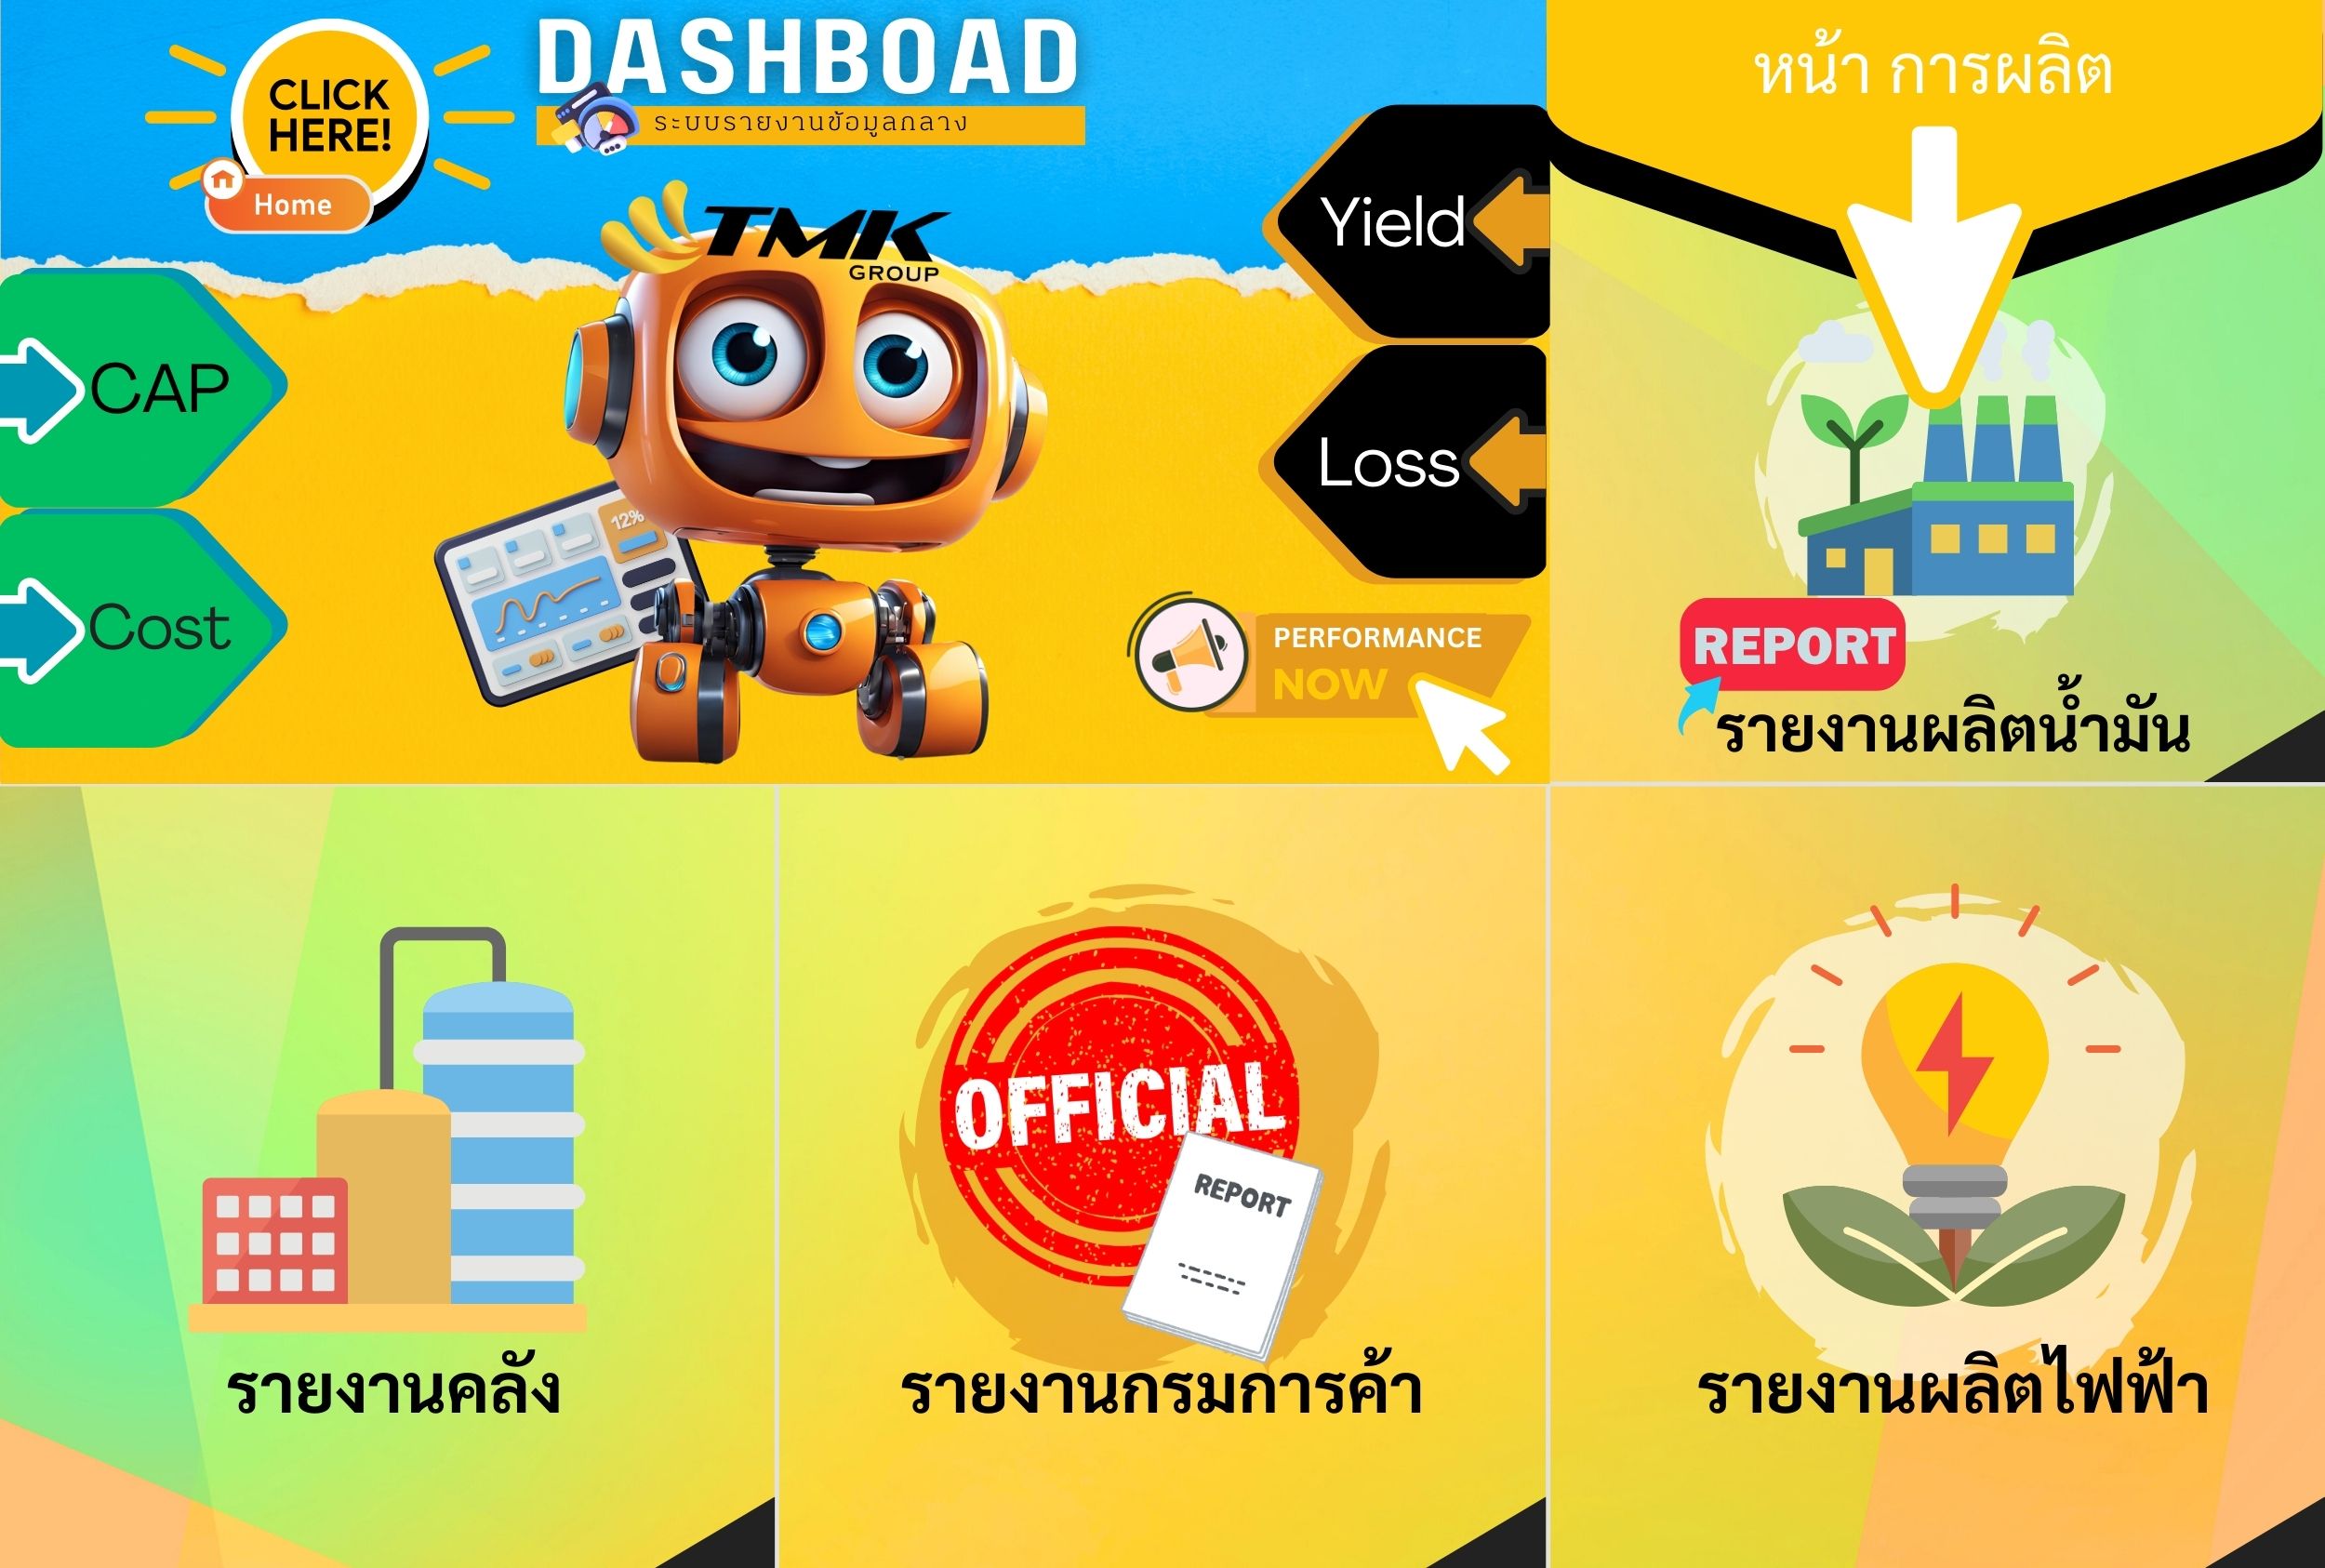 DASHBOAD
ระบบรายงานข้อมูลกลาง
CLICK
HERE!
Home
TMK
GROUP
CAP
Cost
Yield
Loss
12%
PERFORMANCE
NOW
หน้า การผลิต
REPORT
รายงานผลิตน้ำมัน
รายงานคลัง
OFFICIAL
REPORT
รายงานกรมการค้า
รายงานผลิตไฟฟ้า